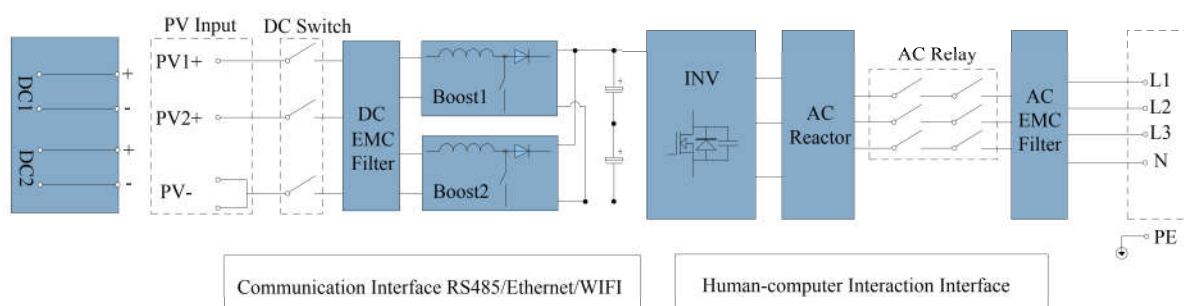 PV Input
DC Switch
DC1
+
-
DC2
+
-
PV1+
PV2+
PV-
DC
EMC
Filter
Boost1
Boost2
+
+
INV
AC
Reactor
AC Relay
AC
EMC
Filter
L1
L2
L3
N
PE
Communication Interface RS485/Ethernet/WIFI
Human-computer Interaction Interface